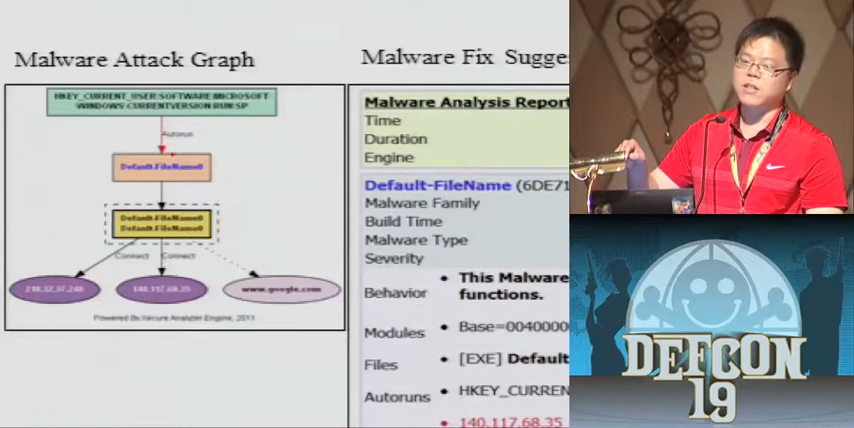 Malware Attack Graph
HKEY_CURRENT_USER\SOFTWARE\MICROSOFT
WINDOWS\CURRENTVERSION\RUN\SP
Autorun
Default.FileName0
Default.FileName0
Default.FileName0
Connect Connect
140.117.68.35
www.google.com
Powered By Xecure Analyzer Engine, 2011.
Malware Fix Sugges
Malware Analysis Report
Time
Duration
Engine
Default-FileName (6DE71
Malware Family
Build Time
Malware Type
Severity
Behavior
• This Malware
functions.
Modules
• Base=0040000
Files
• [EXE] Default
Autoruns
• HKEY_CURREN
• 140.117.68.35
DEFCON
19